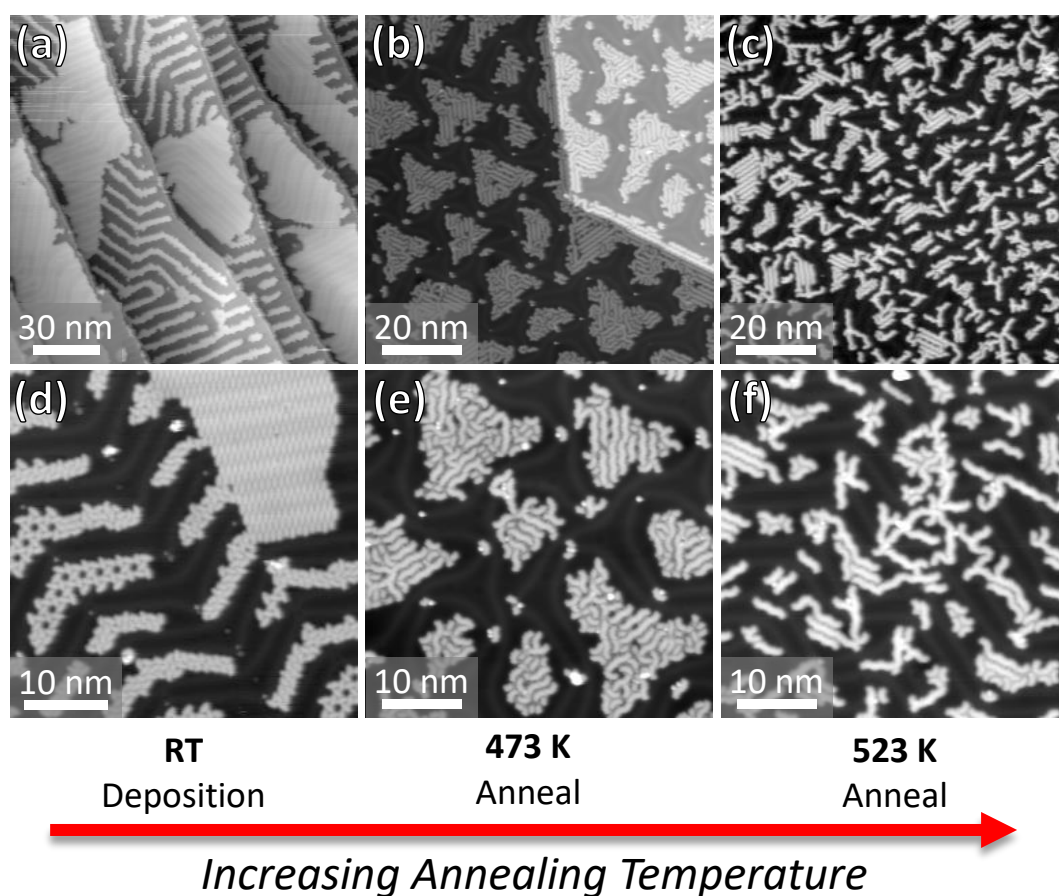 (a) (b) (c)
30 nm 20 nm 20 nm
(d) (e) (f)
10 nm 10 nm 10 nm
RT 473 K 523 K
Deposition Anneal Anneal
Increasing Annealing Temperature